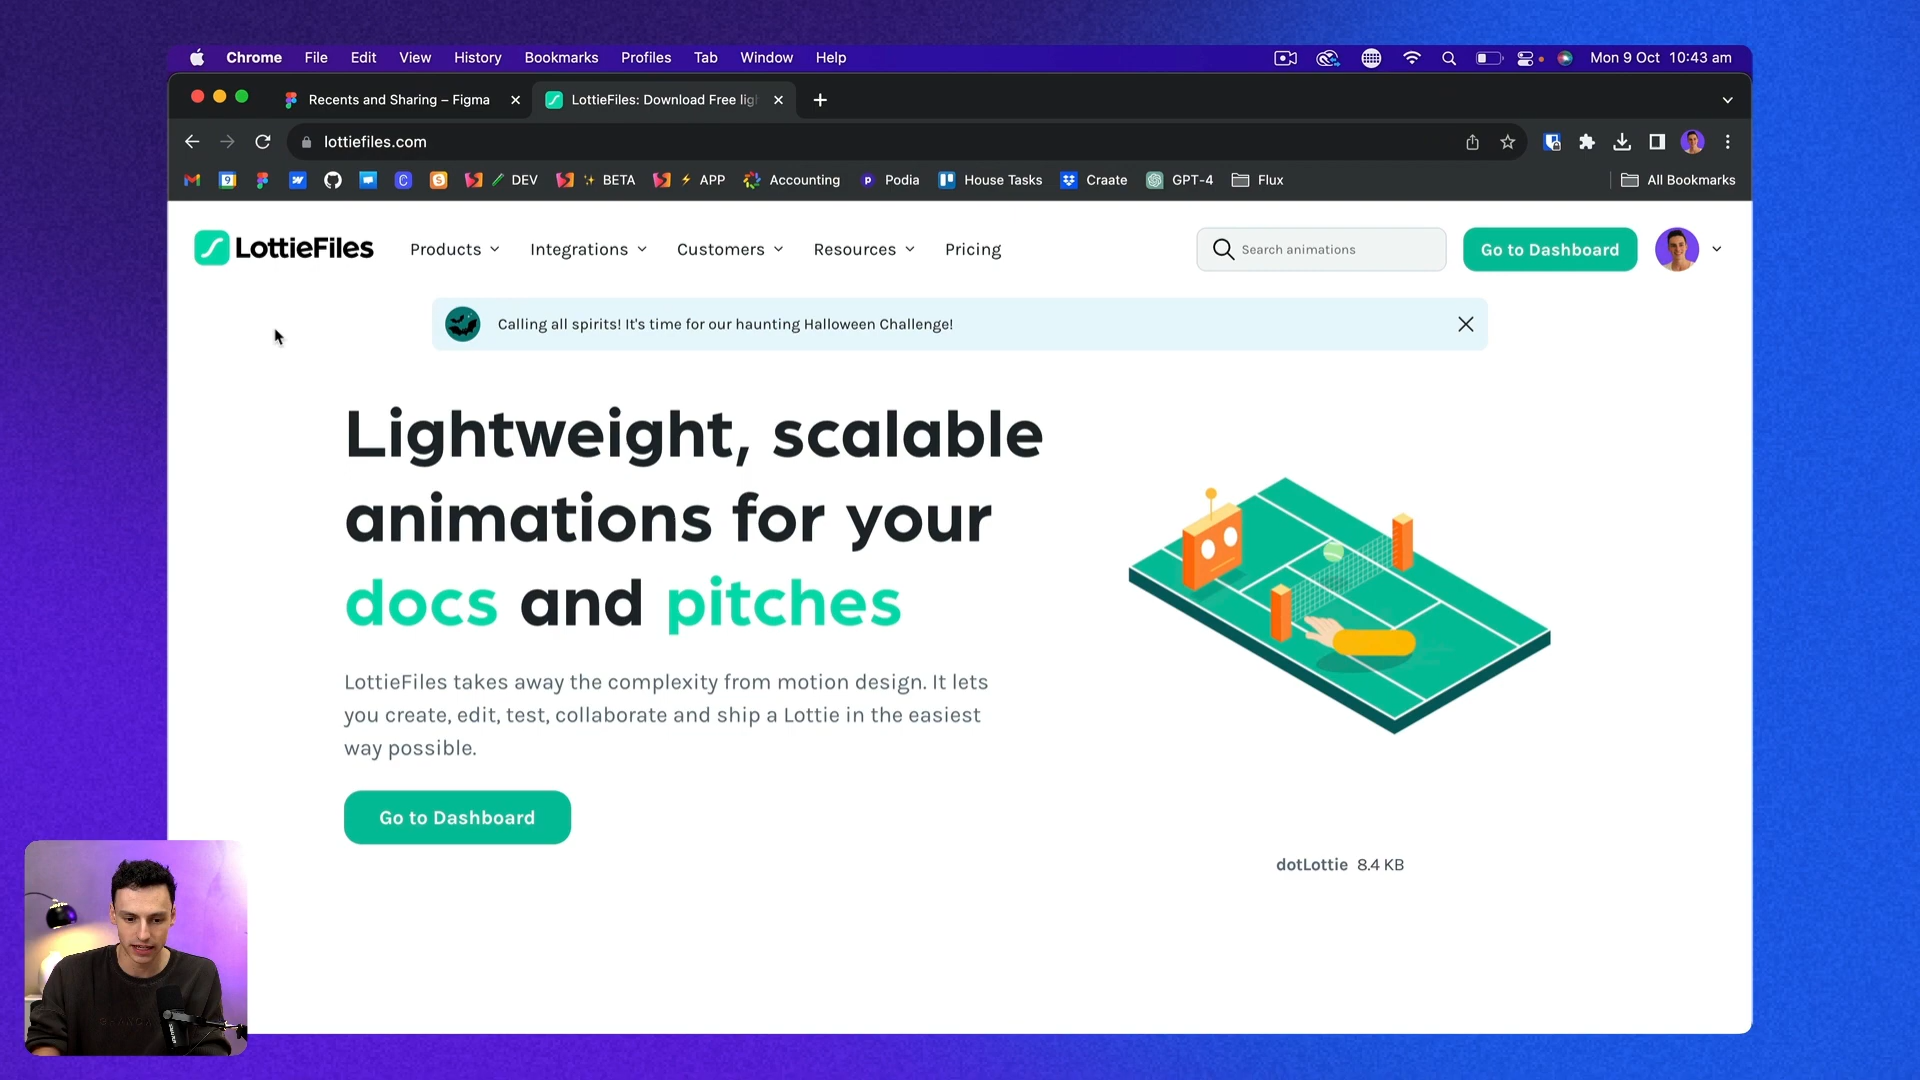 Chrome File Edit View History Bookmarks Profiles Tab Window Help Mon 9 Oct 10:43 am
Recents and Sharing – Figma LottieFiles: Download Free lig
lottiefiles.com
DEV BETA APP Accounting Podia House Tasks Craate GPT-4 Flux All Bookmarks
LottieFiles Products Integrations Customers Resources Pricing Search animations Go to Dashboard
Calling all spirits! It's time for our haunting Halloween Challenge!
Lightweight, scalable
animations for your
docs and pitches
LottieFiles takes away the complexity from motion design. It lets
you create, edit, test, collaborate and ship a Lottie in the easiest
way possible.
Go to Dashboard
dotLottie 8.4 KB